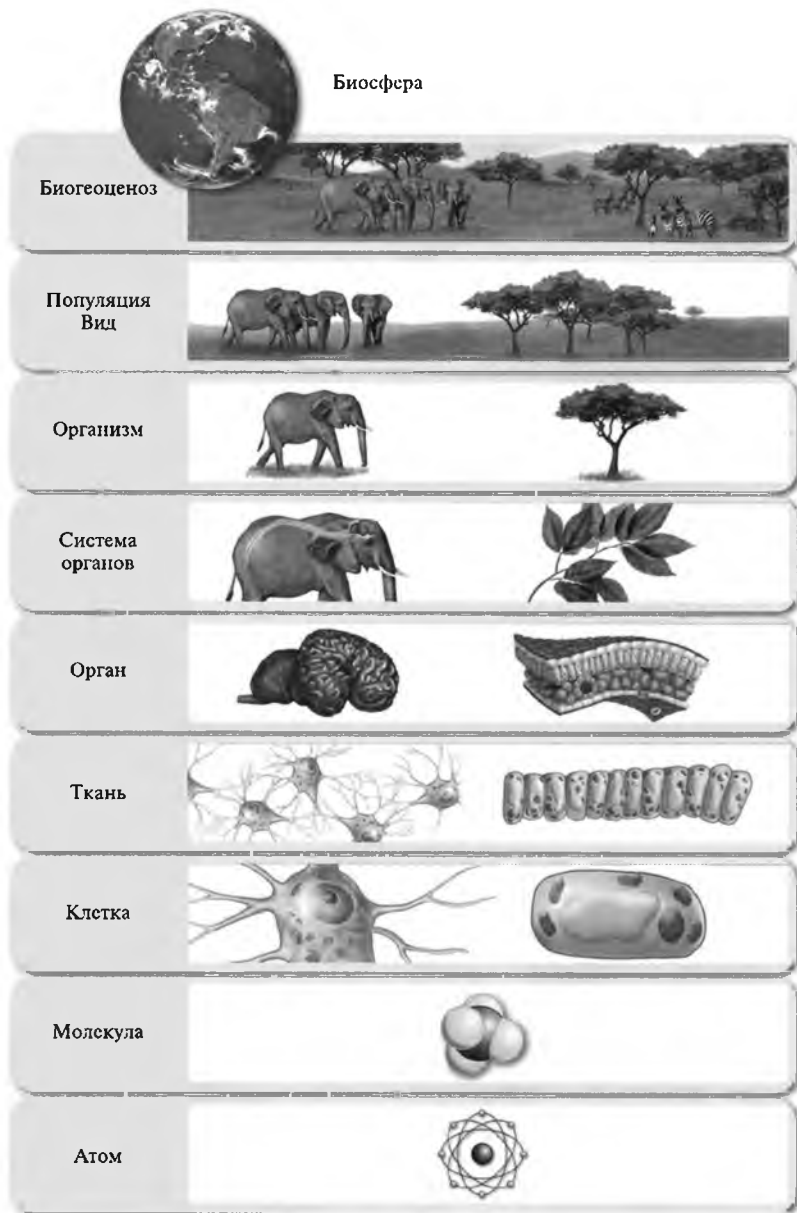 Биосфера
Биогеоценоз
Популяция
Вид
Организм
Система
органов
Орган
Ткань
Клетка
Молекула
Атом